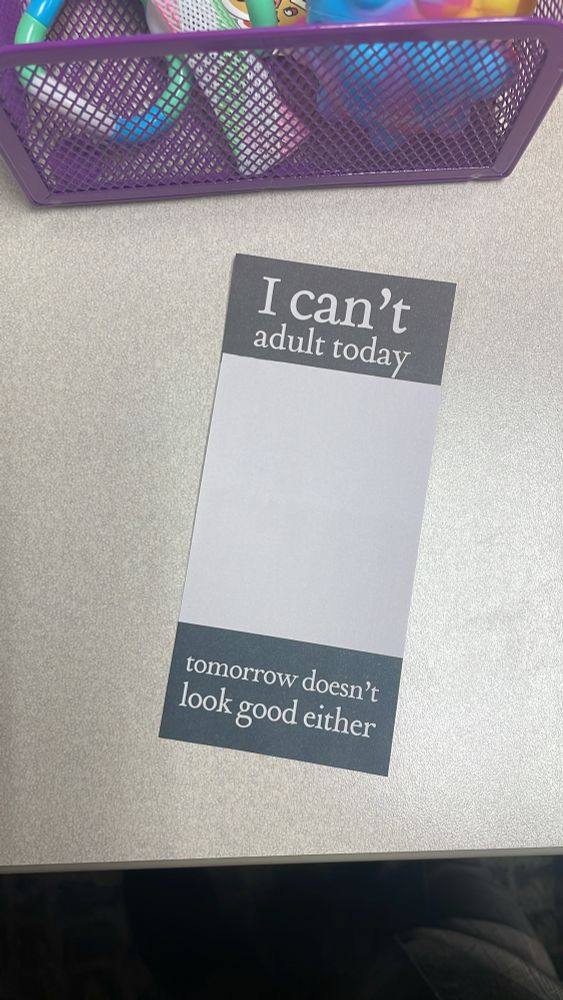 I can’t
adult today
tomorrow doesn’t
look good either